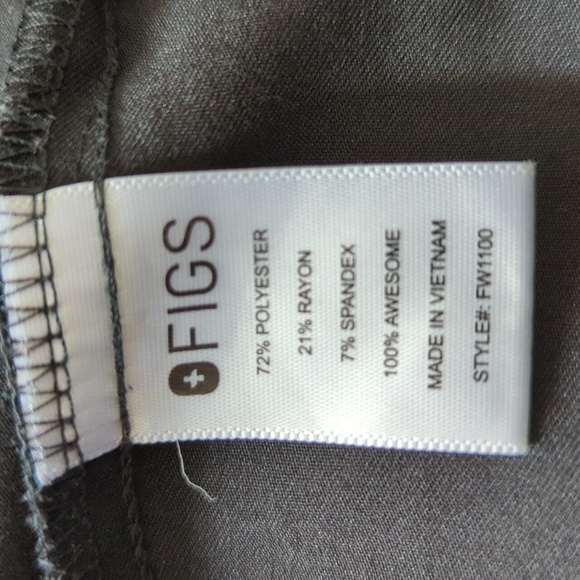 FIGS
72% POLYESTER
21% RAYON
7% SPANDEX
100% AWESOME
MADE IN VIETNAM
STYLE#: FW1100